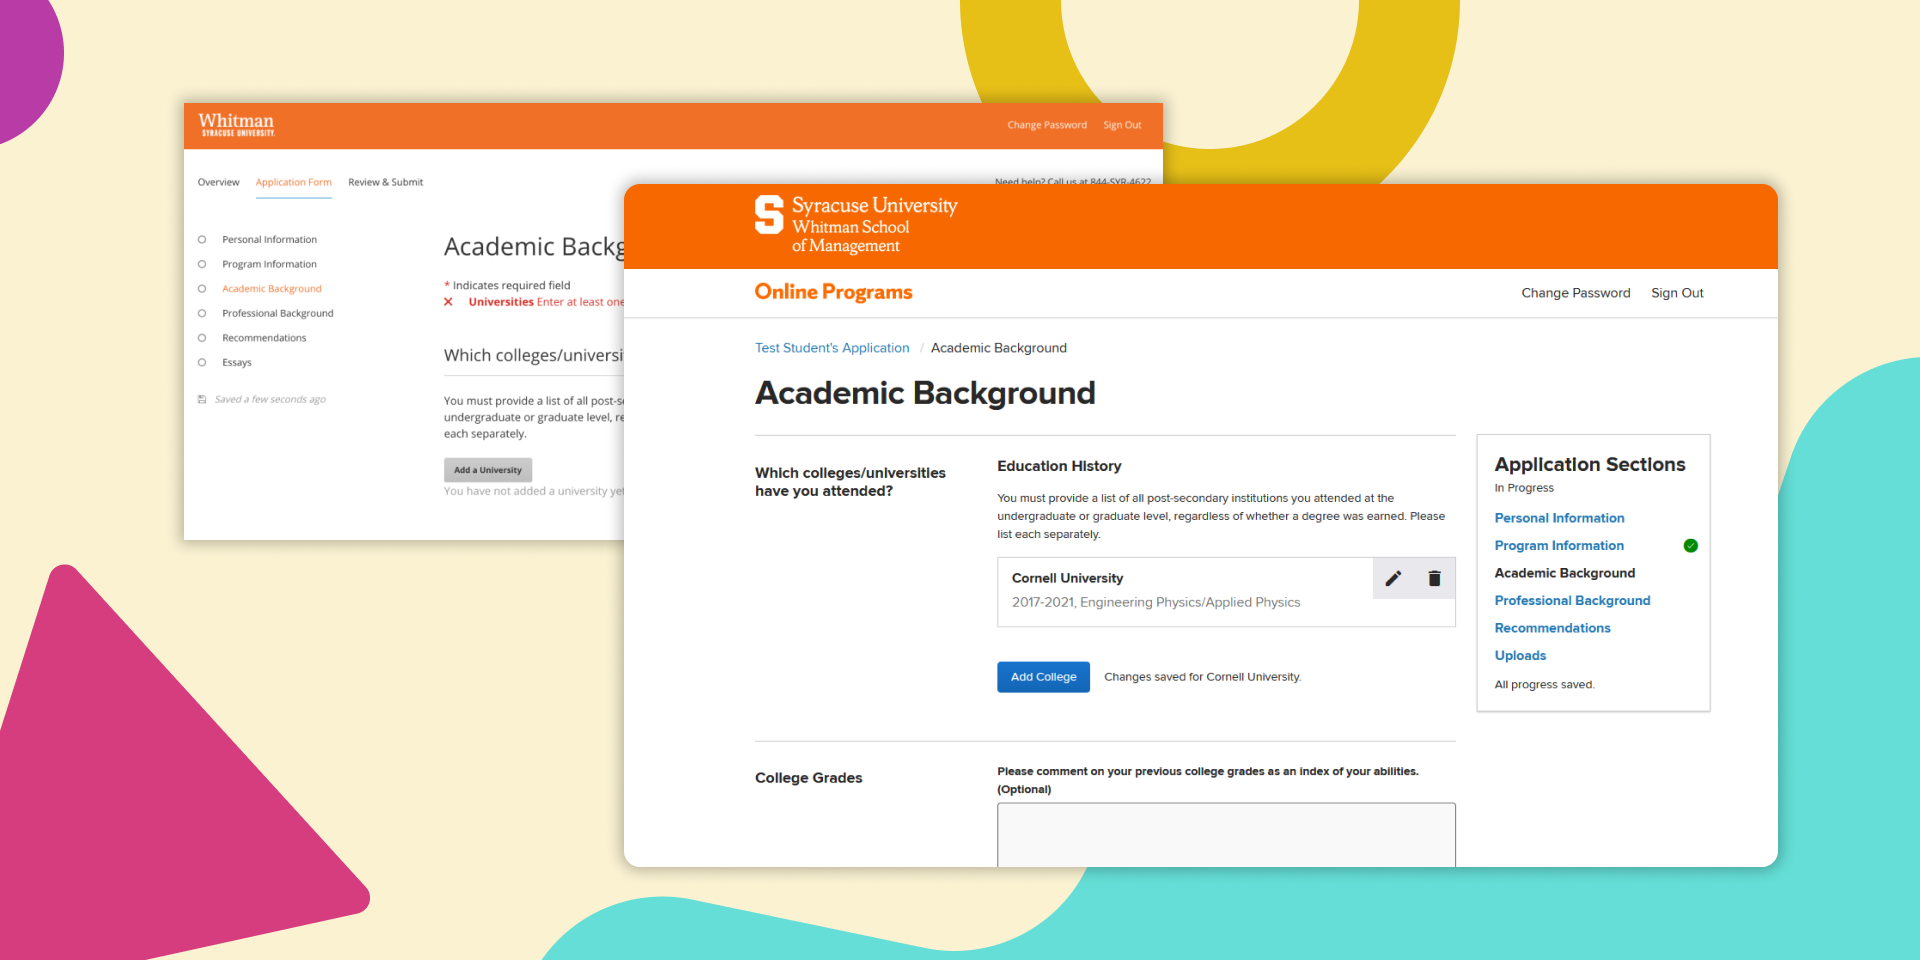 Whitman
SYRACUSE UNIVERSITY.
Change Password
Sign Out
Overview
Application Form
Review & Submit
Need help? Call us at 844-SYR-4622
Personal Information
Program Information
Academic Background
Professional Background
Recommendations
Essays
Saved a few seconds ago
Academic Backg
* Indicates required field
Universities Enter at least one
Which colleges/universi
You must provide a list of all post-se
undergraduate or graduate level, re
each separately.
Add a University
You have not added a university yet
Syracuse University
Whitman School
of Management
Online Programs
Change Password
Sign Out
Test Student's Application / Academic Background
Academic Background
Which colleges/universities
have you attended?
Education History
You must provide a list of all post-secondary institutions you attended at the
undergraduate or graduate level, regardless of whether a degree was earned. Please
list each separately.
Cornell University
2017-2021, Engineering Physics/Applied Physics
Add College
Changes saved for Cornell University.
College Grades
Please comment on your previous college grades as an index of your abilities.
(Optional)
Application Sections
In Progress
Personal Information
Program Information
Academic Background
Professional Background
Recommendations
Uploads
All progress saved.